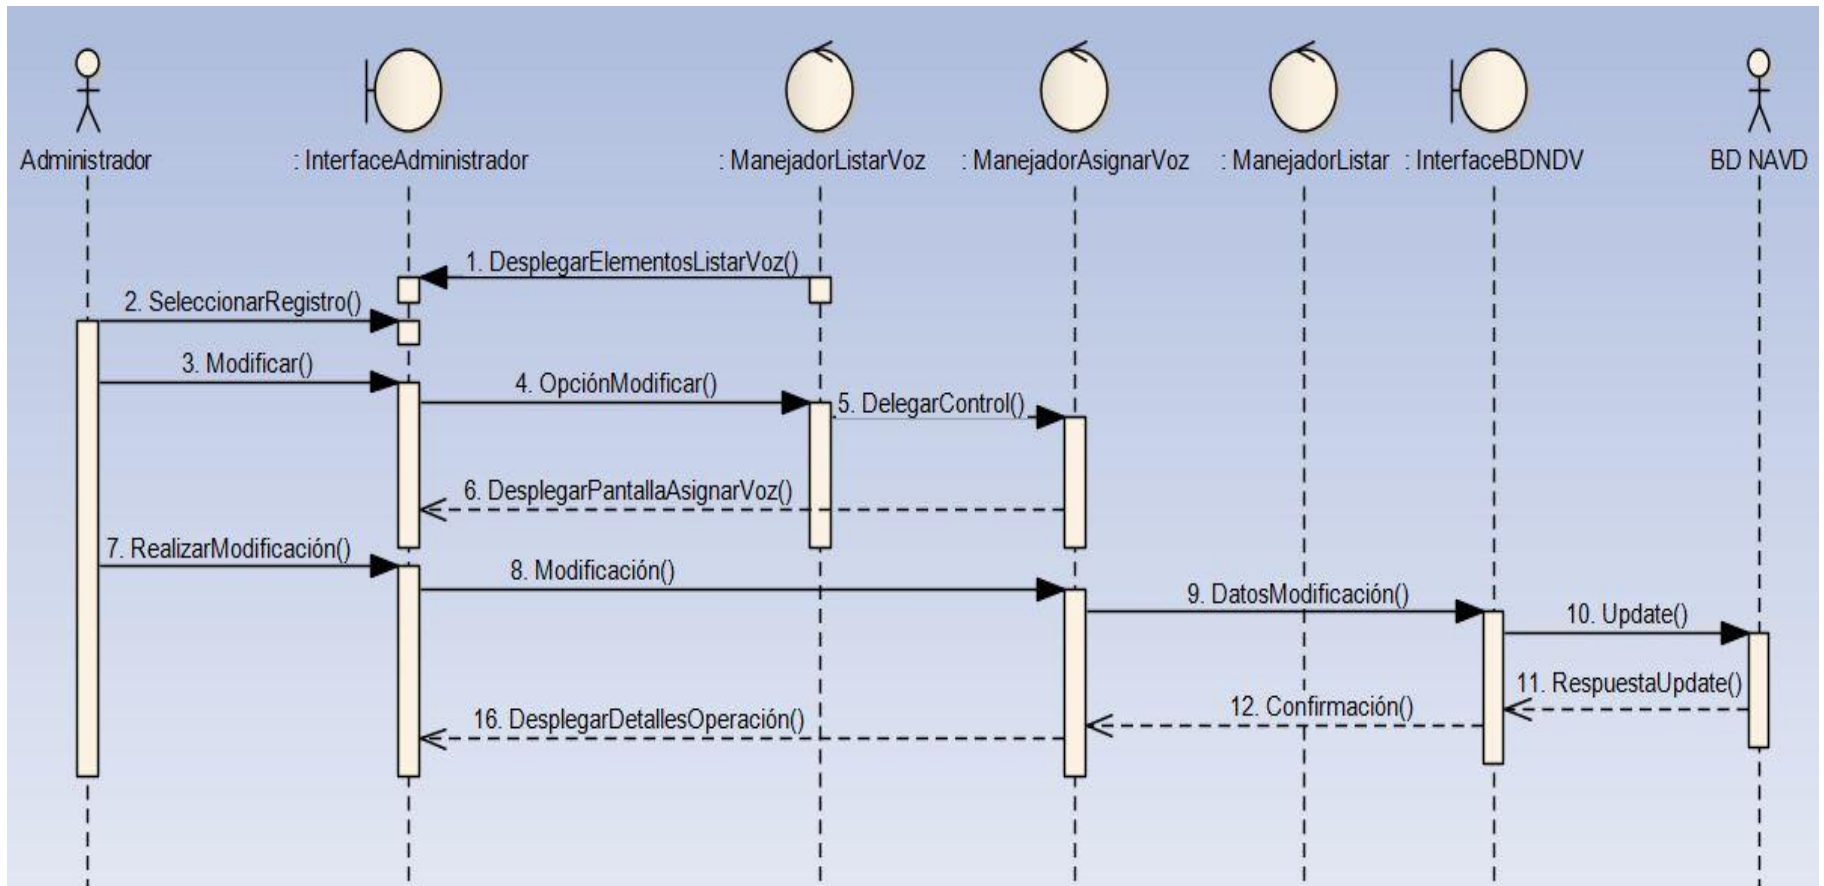 Administrador
: InterfaceAdministrador
: ManejadorListarVoz
: ManejadorAsignarVoz
: ManejadorListar
: InterfaceBDNDV
BD NAVD
1. DesplegarElementosListarVoz()
2. SeleccionarRegistro()
3. Modificar()
4. OpciónModificar()
5. DelegarControl()
6. DesplegarPantallaAsignarVoz()
7. RealizarModificación()
8. Modificación()
9. DatosModificación()
10. Update()
11. RespuestaUpdate()
12. Confirmación()
16. DesplegarDetallesOperación()